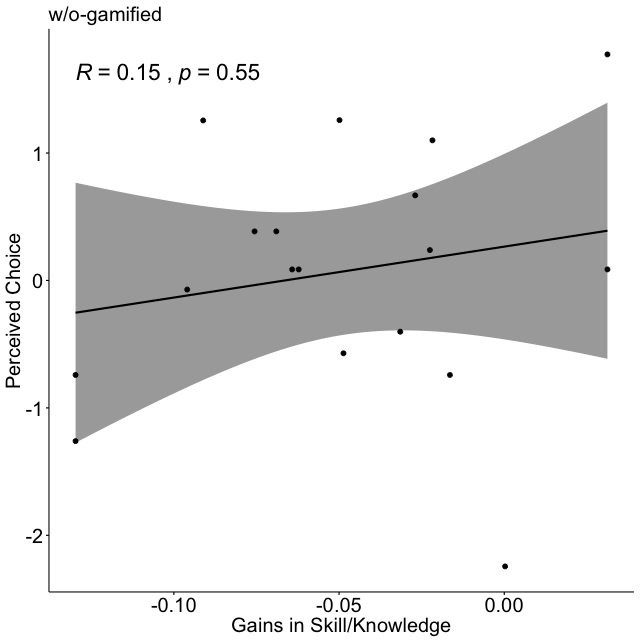 w/o-gamified
R = 0.15 , p = 0.55
1
0
-1
-2
Perceived Choice
-0.10
-0.05
0.00
Gains in Skill/Knowledge